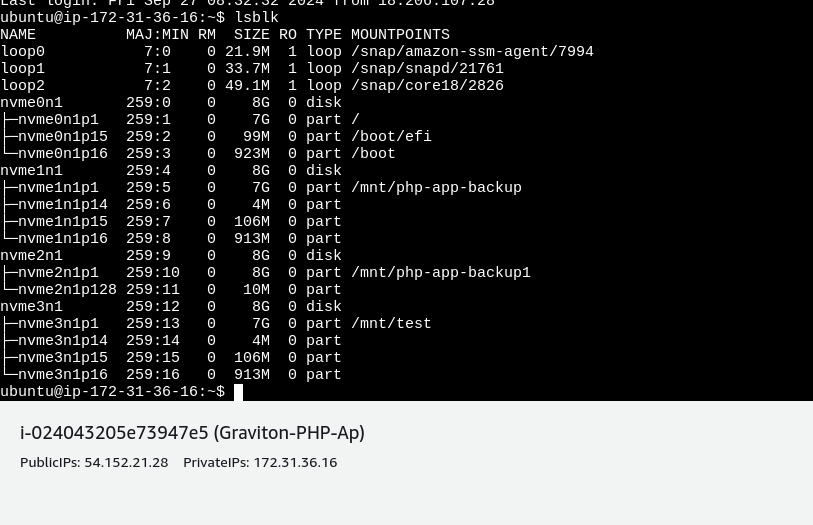 Last login: Fri Sep 27 08:32:32 2024 from 18.206.107.28
ubuntu@ip-172-31-36-16:~$ lsblk
NAME          MAJ:MIN RM  SIZE RO TYPE MOUNTPOINTS
loop0           7:0    0 21.9M  1 loop /snap/amazon-ssm-agent/7994
loop1           7:1    0 33.7M  1 loop /snap/snapd/21761
loop2           7:2    0 49.1M  1 loop /snap/core18/2826
nvme0n1       259:0    0    8G  0 disk
├─nvme0n1p1   259:1    0    7G  0 part /
├─nvme0n1p15  259:2    0   99M  0 part /boot/efi
└─nvme0n1p16  259:3    0  923M  0 part /boot
nvme1n1       259:4    0    8G  0 disk
├─nvme1n1p1   259:5    0    7G  0 part /mnt/php-app-backup
├─nvme1n1p14  259:6    0    4M  0 part
├─nvme1n1p15  259:7    0  106M  0 part
└─nvme1n1p16  259:8    0  913M  0 part
nvme2n1       259:9    0    8G  0 disk
├─nvme2n1p1   259:10   0    8G  0 part /mnt/php-app-backup1
└─nvme2n1p128 259:11   0   10M  0 part
nvme3n1       259:12   0    8G  0 disk
├─nvme3n1p1   259:13   0    7G  0 part /mnt/test
├─nvme3n1p14  259:14   0    4M  0 part
├─nvme3n1p15  259:15   0  106M  0 part
└─nvme3n1p16  259:16   0  913M  0 part
ubuntu@ip-172-31-36-16:~$
i-024043205e73947e5 (Graviton-PHP-Ap)
PublicIPs: 54.152.21.28    PrivateIPs: 172.31.36.16